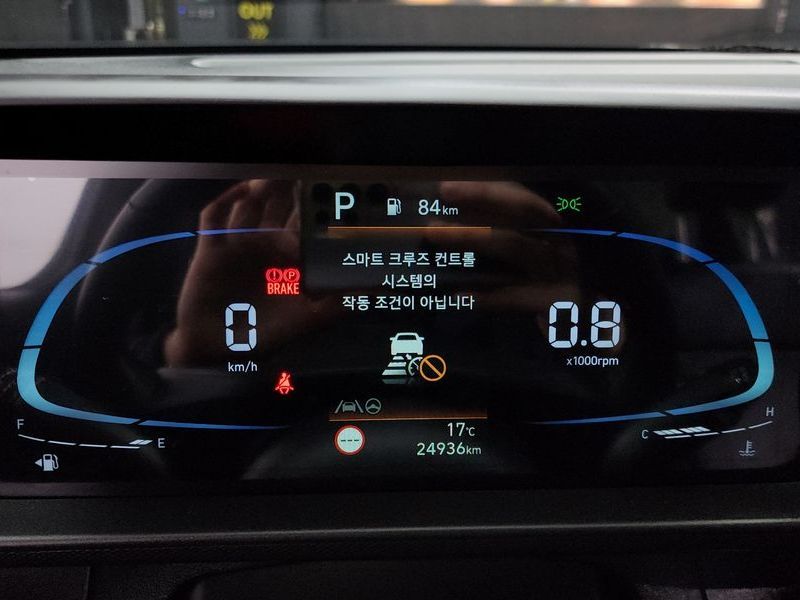 OUT
P 84km
스마트 크루즈 컨트롤
시스템의
작동 조건이 아닙니다
BRAKE
0
km/h
0.8
x1000rpm
F
E
C
H
---
17°C
24936km